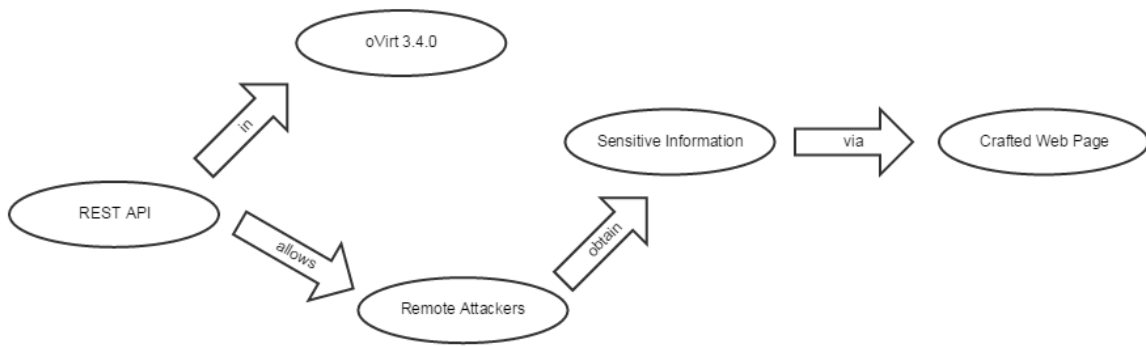 oVirt 3.4.0
in
REST API
allows
Remote Attackers
obtain
Sensitive Information
via
Crafted Web Page